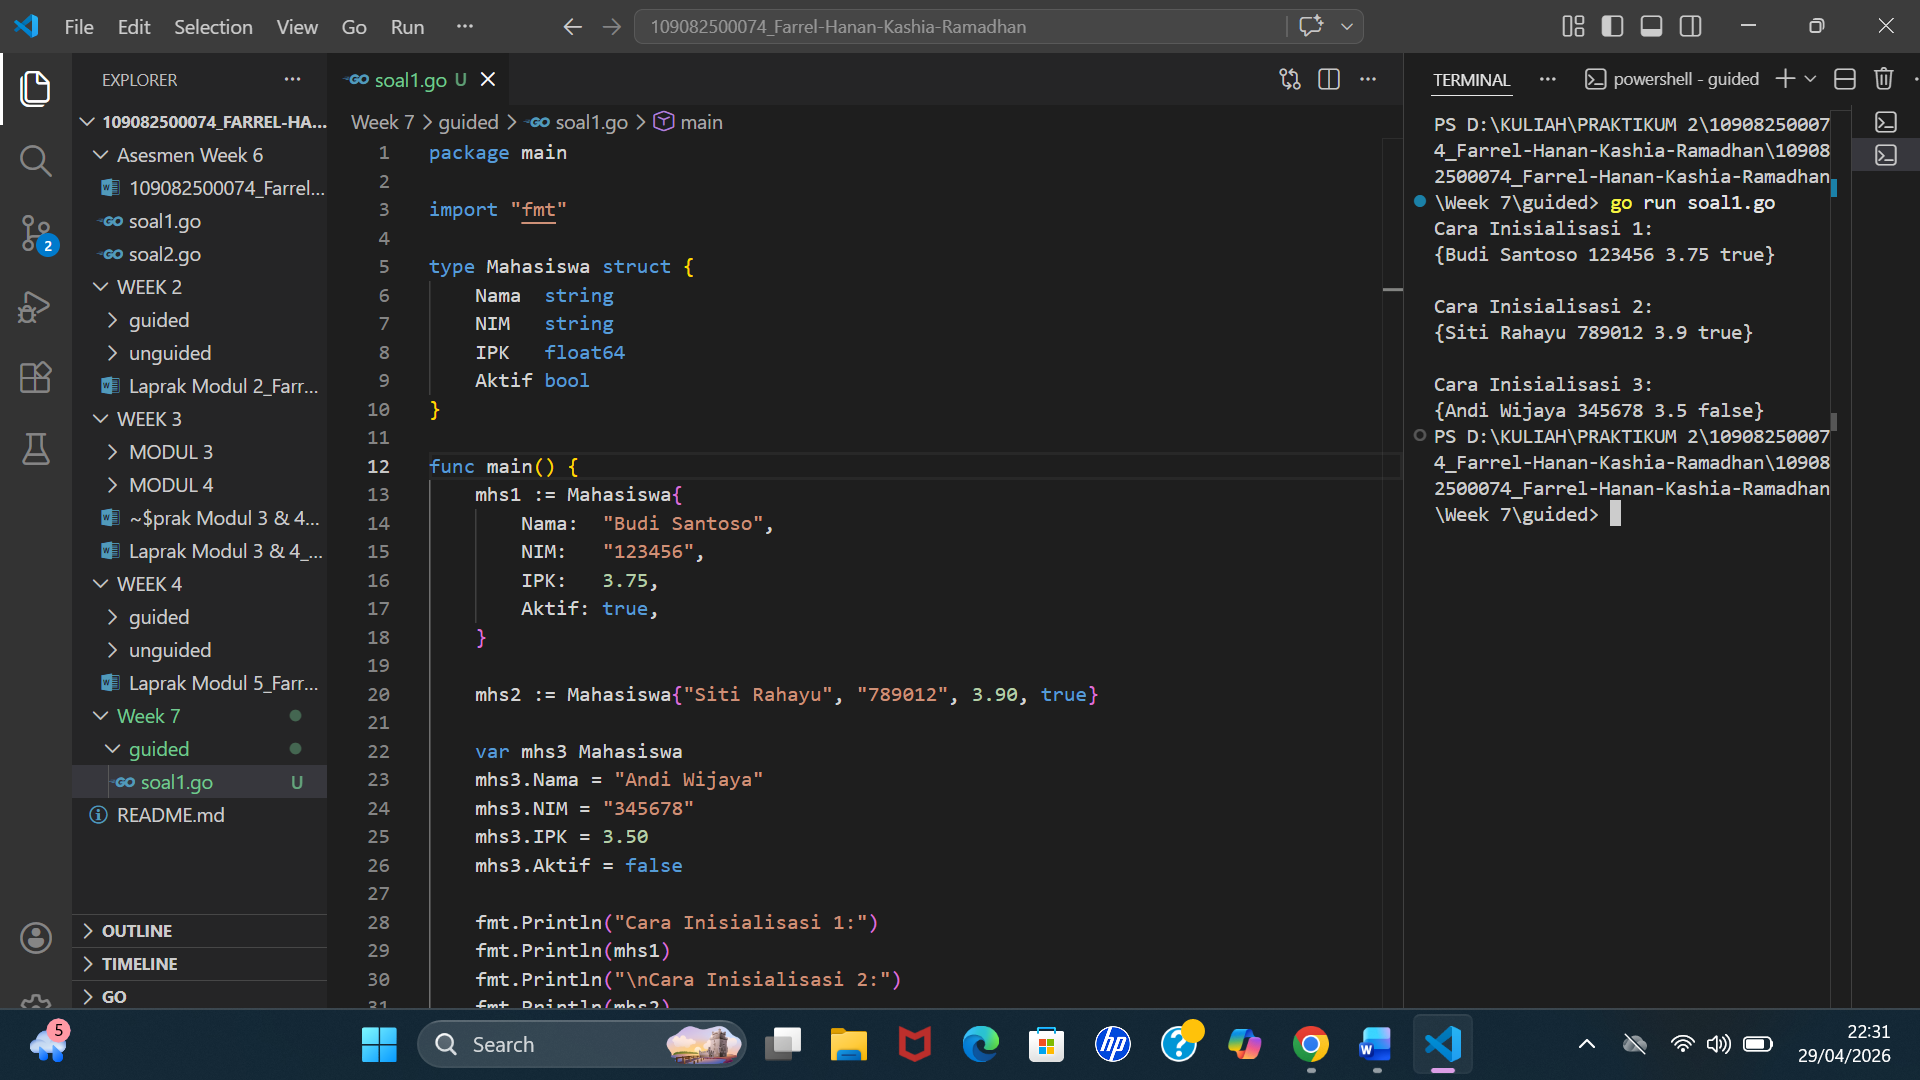 File Edit Selection View Go Run ...
109082500074_Farrel-Hanan-Kashia-Ramadhan
EXPLORER
109082500074_FARREL-HA...
Asesmen Week 6
109082500074_Farrel...
soal1.go
soal2.go
WEEK 2
guided
unguided
Laprak Modul 2_Farr...
WEEK 3
MODUL 3
MODUL 4
~$prak Modul 3 & 4...
Laprak Modul 3 & 4_...
WEEK 4
guided
unguided
Laprak Modul 5_Farr...
Week 7
guided
soal1.go U
README.md
OUTLINE
TIMELINE
GO
2
soal1.go U
Week 7 > guided > soal1.go > main
1 package main
2
3 import "fmt"
4
5 type Mahasiswa struct {
6 Nama string
7 NIM string
8 IPK float64
9 Aktif bool
10 }
11
12 func main() {
13 mhs1 := Mahasiswa{
14 Nama: "Budi Santoso",
15 NIM: "123456",
16 IPK: 3.75,
17 Aktif: true,
18 }
19
20 mhs2 := Mahasiswa{"Siti Rahayu", "789012", 3.90, true}
21
22 var mhs3 Mahasiswa
23 mhs3.Nama = "Andi Wijaya"
24 mhs3.NIM = "345678"
25 mhs3.IPK = 3.50
26 mhs3.Aktif = false
27
28 fmt.Println("Cara Inisialisasi 1:")
29 fmt.Println(mhs1)
30 fmt.Println("\nCara Inisialisasi 2:")
31 fmt.Println(mhs2)
TERMINAL ... powershell - guided
PS D:\KULIAH\PRAKTIKUM 2\10908250007
4_Farrel-Hanan-Kashia-Ramadhan\10908
2500074_Farrel-Hanan-Kashia-Ramadhan
\Week 7\guided> go run soal1.go
Cara Inisialisasi 1:
{Budi Santoso 123456 3.75 true}
Cara Inisialisasi 2:
{Siti Rahayu 789012 3.9 true}
Cara Inisialisasi 3:
{Andi Wijaya 345678 3.5 false}
PS D:\KULIAH\PRAKTIKUM 2\10908250007
4_Farrel-Hanan-Kashia-Ramadhan\10908
2500074_Farrel-Hanan-Kashia-Ramadhan
\Week 7\guided>
5
Search
22:31
29/04/2026